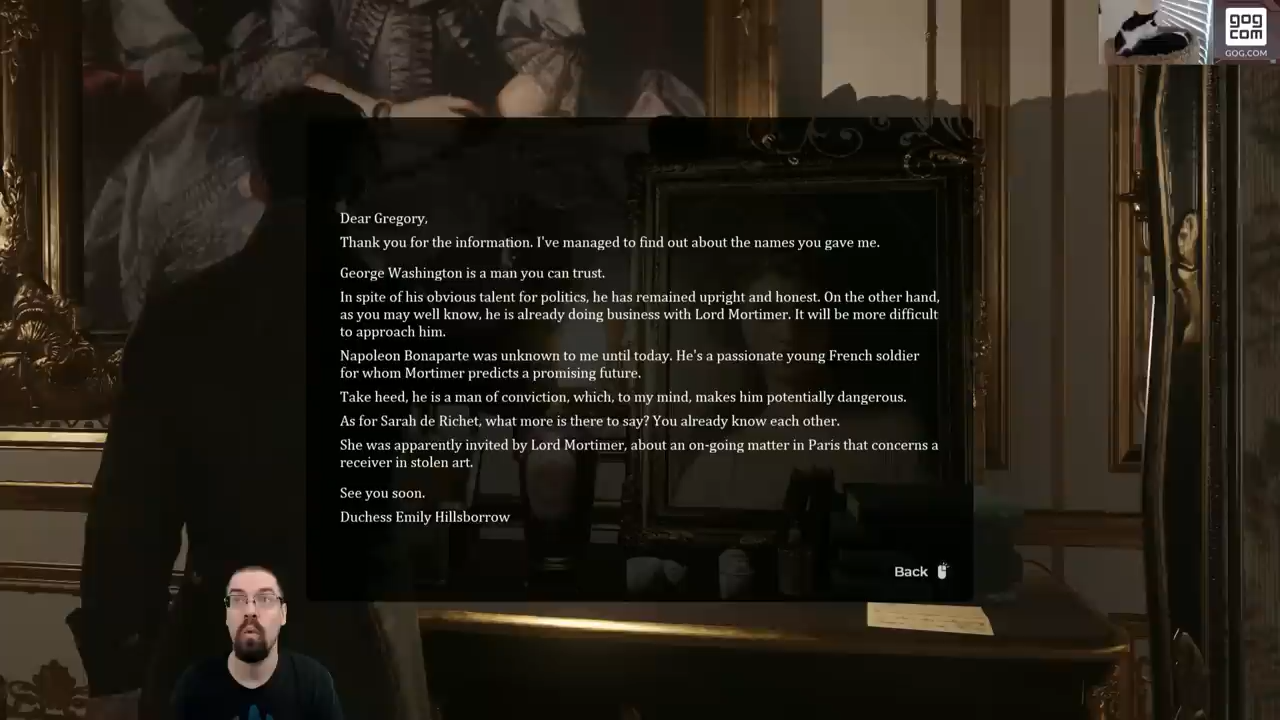 gog
com
GOG.COM
Dear Gregory,
Thank you for the information. I've managed to find out about the names you gave me.
George Washington is a man you can trust.
In spite of his obvious talent for politics, he has remained upright and honest. On the other hand,
as you may well know, he is already doing business with Lord Mortimer. It will be more difficult
to approach him.
Napoleon Bonaparte was unknown to me until today. He's a passionate young French soldier
for whom Mortimer predicts a promising future.
Take heed, he is a man of conviction, which, to my mind, makes him potentially dangerous.
As for Sarah de Richet, what more is there to say? You already know each other.
She was apparently invited by Lord Mortimer, about an on-going matter in Paris that concerns a
receiver in stolen art.
See you soon.
Duchess Emily Hillsborrow
Back